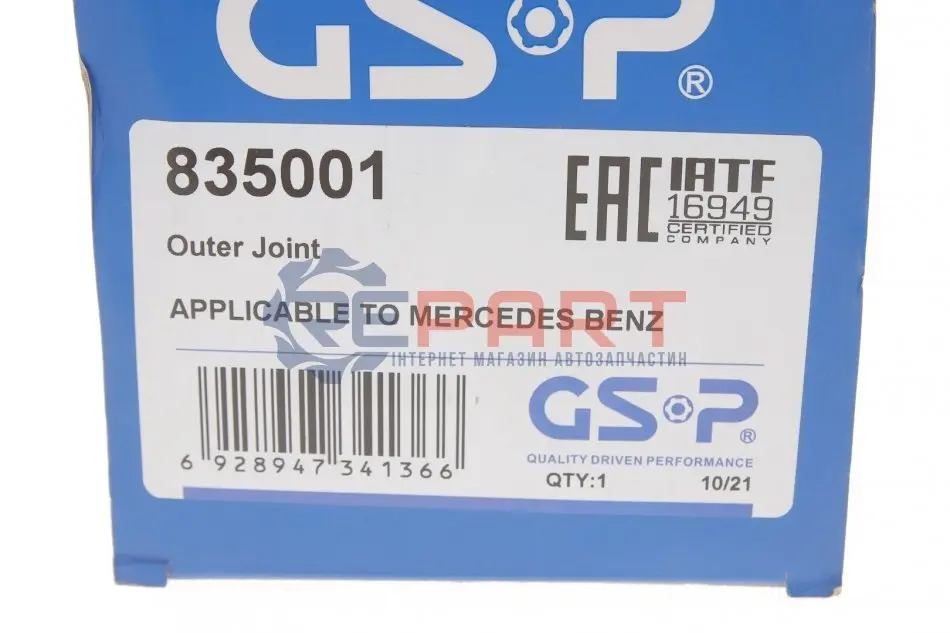 GSP®
835001
EAC
IATF
16949
CERTIFIED
COMPANY
Outer Joint
APPLICABLE TO MERCEDES BENZ
REPART
ІНТЕРНЕТ МАГАЗИН АВТОЗАПЧАСТИН
GSP®
QUALITY DRIVEN PERFORMANCE
6 928947 341366
QTY:1 10/21